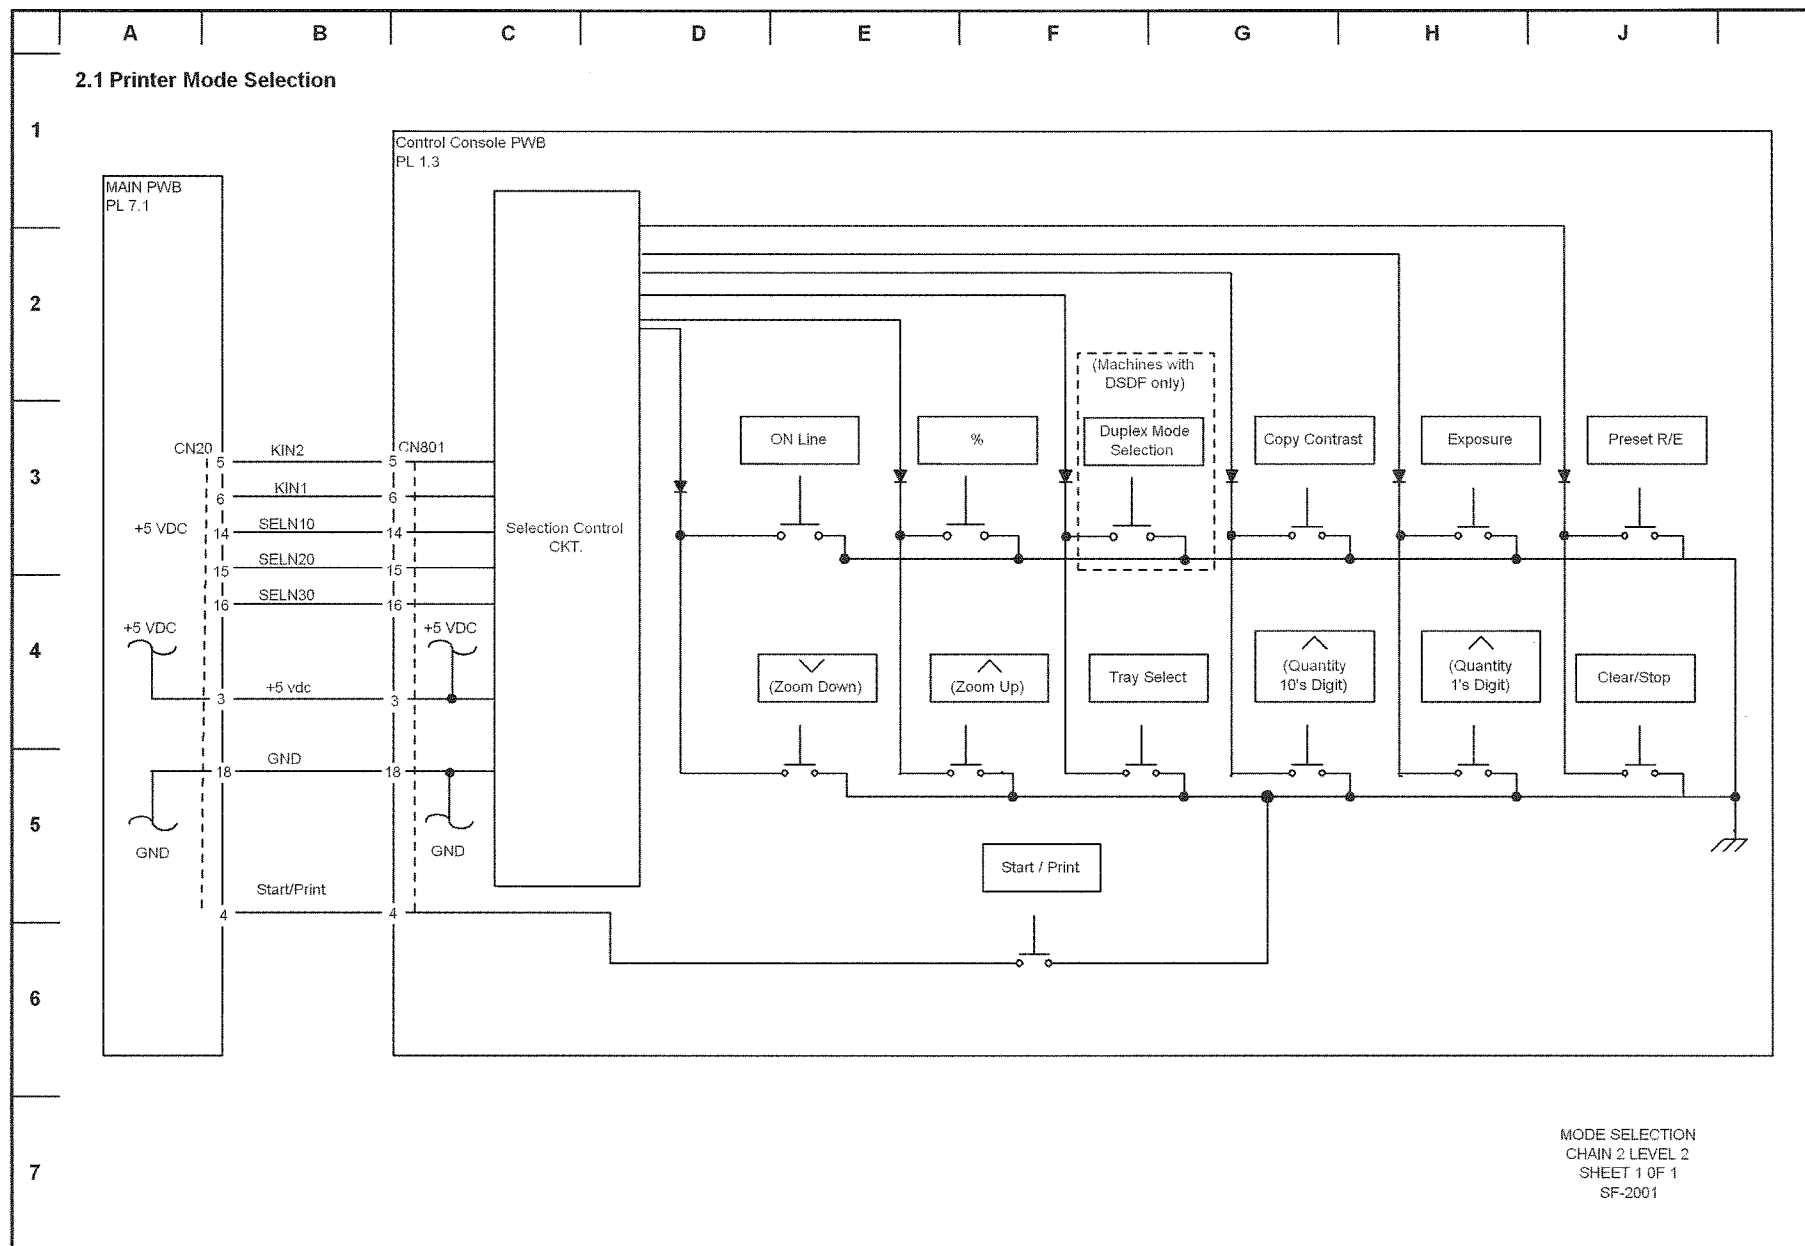 A B C D E F G H J
2.1 Printer Mode Selection
1
Control Console PWB
PL 1.3
MAIN PWB
PL 7.1
2
(Machines with
DSDF only)
ON Line
%
Duplex Mode
Selection
Copy Contrast
Exposure
Preset R/E
3
CN20
CN801
5 KIN2 5
6 KIN1 6
+5 VDC
14 SELN10 14
15 SELN20 15
16 SELN30 16
Selection Control
CKT.
4
+5 VDC
+5 VDC
3 +5 vdc 3
(Zoom Down)
(Zoom Up)
Tray Select
(Quantity
10's Digit)
(Quantity
1's Digit)
Clear/Stop
18 GND 18
5
GND
GND
Start / Print
Start/Print
4 4
6
7
MODE SELECTION
CHAIN 2 LEVEL 2
SHEET 1 0F 1
SF-2001